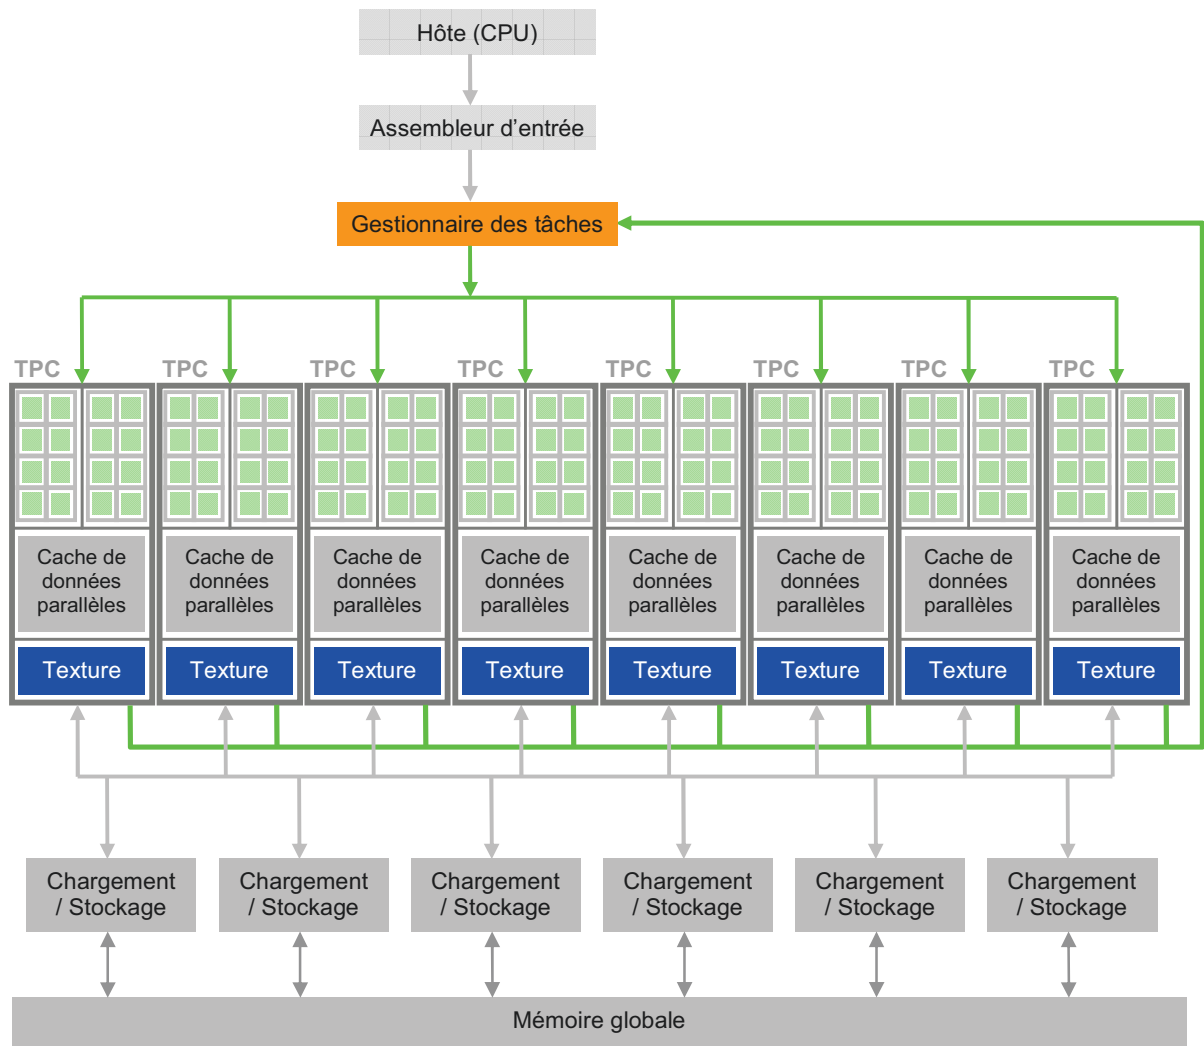 Hôte (CPU)
Assembleur d'entrée
Gestionnaire des tâches
TPC TPC TPC TPC TPC TPC TPC TPC
Cache de Cache de Cache de Cache de Cache de Cache de Cache de Cache de
données données données données données données données données
parallèles parallèles parallèles parallèles parallèles parallèles parallèles parallèles
Texture Texture Texture Texture Texture Texture Texture Texture
Chargement Chargement Chargement Chargement Chargement Chargement
/ Stockage / Stockage / Stockage / Stockage / Stockage / Stockage
Mémoire globale